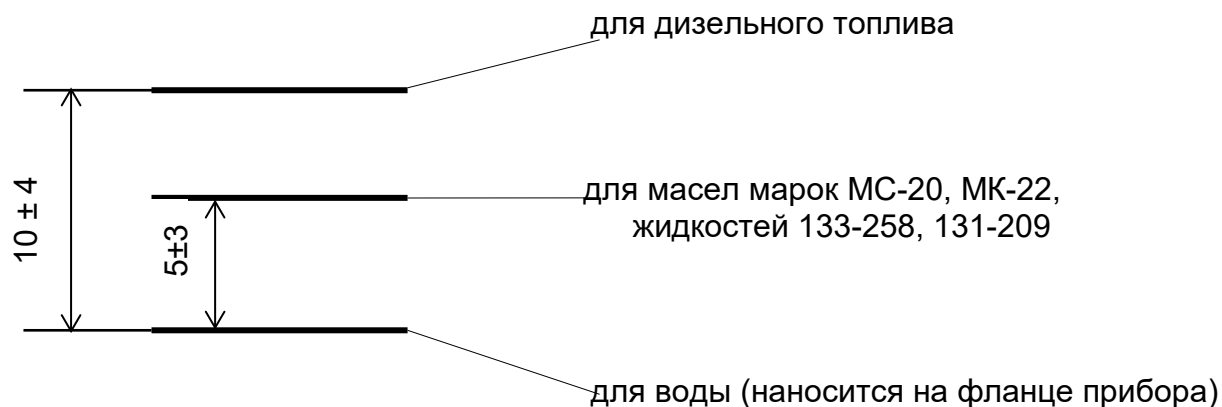 для дизельного топлива
10 ± 4
5±3
для масел марок МС-20, МК-22,
жидкостей 133-258, 131-209
для воды (наносится на фланце прибора)